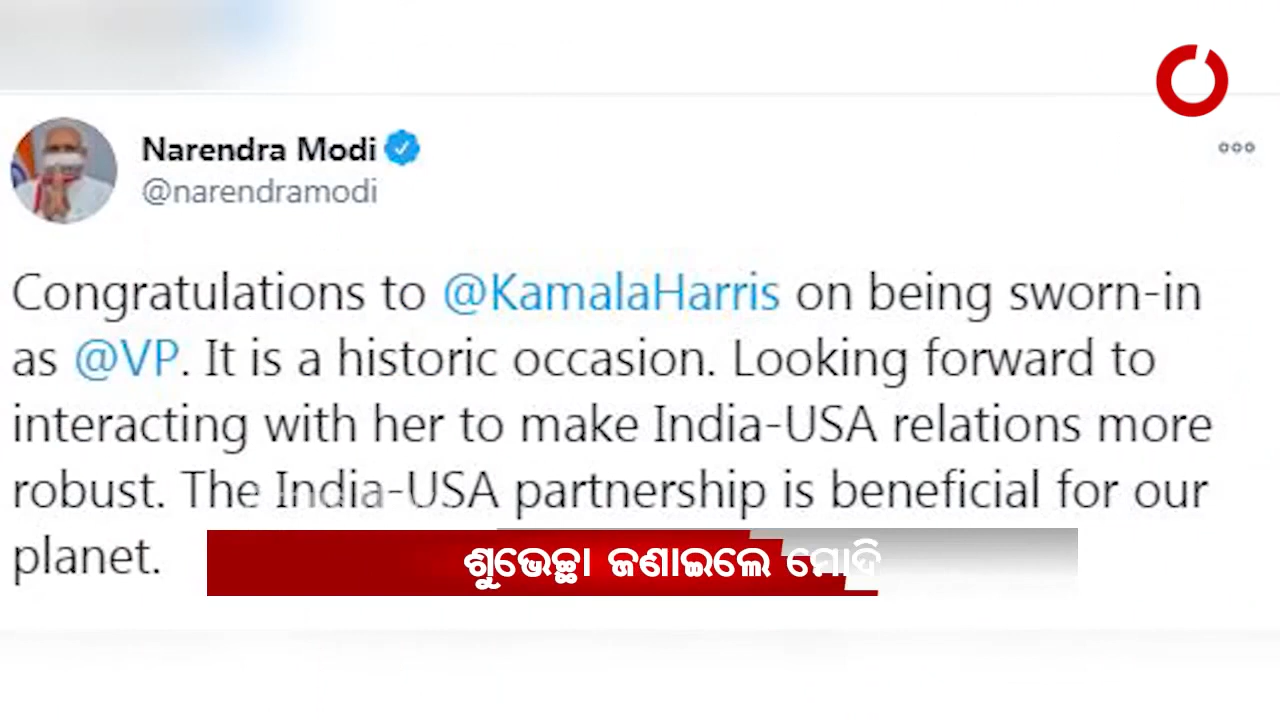 Narendra Modi
@narendramodi
Congratulations to @KamalaHarris on being sworn-in
as @VP. It is a historic occasion. Looking forward to
interacting with her to make India-USA relations more
robust. The India-USA partnership is beneficial for our
planet.
ଶୁଭେଚ୍ଛା ଜଣାଇଲେ ମୋଦି